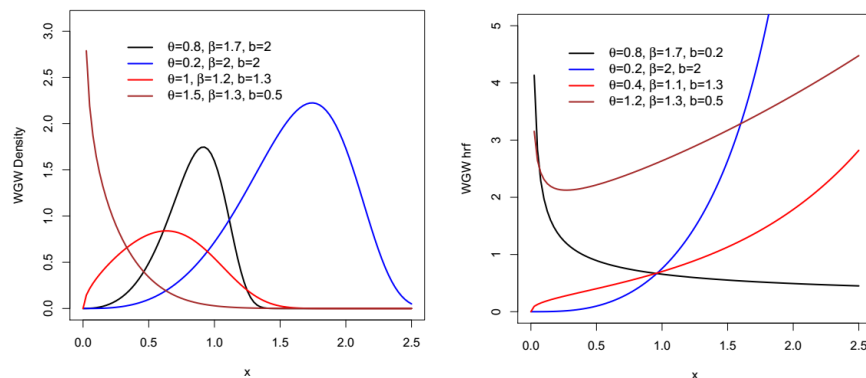 WGW Density
3.0
2.5
2.0
1.5
1.0
0.5
0.0
θ=0.8, β=1.7, b=2
θ=0.2, β=2, b=2
θ=1, β=1.2, b=1.3
θ=1.5, β=1.3, b=0.5
0.0 0.5 1.0 1.5 2.0 2.5
x
WGW hrf
5
4
3
2
1
0
θ=0.8, β=1.7, b=0.2
θ=0.2, β=2, b=2
θ=0.4, β=1.1, b=1.3
θ=1.2, β=1.3, b=0.5
0.0 0.5 1.0 1.5 2.0 2.5
x